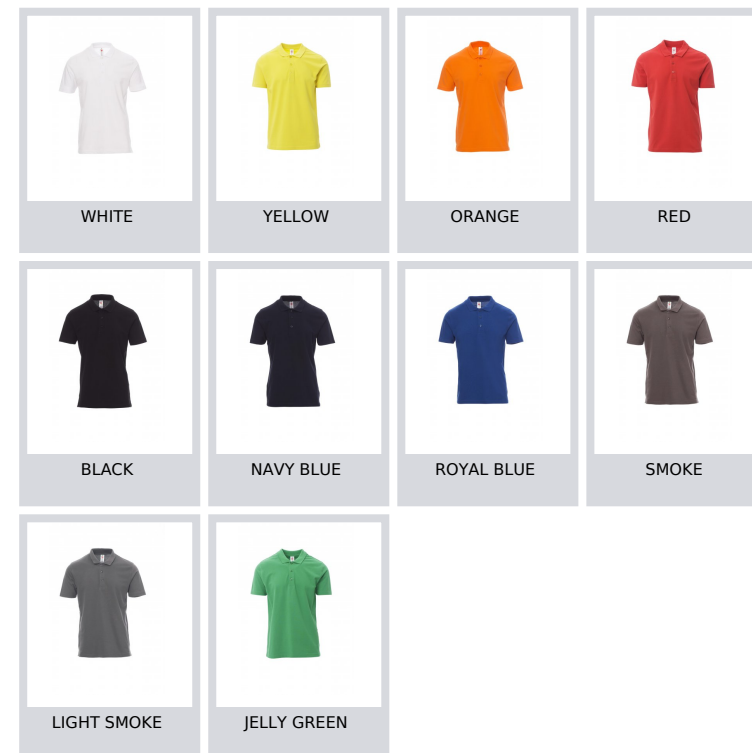 WHITE
YELLOW
ORANGE
RED
BLACK
NAVY BLUE
ROYAL BLUE
SMOKE
LIGHT SMOKE
JELLY GREEN